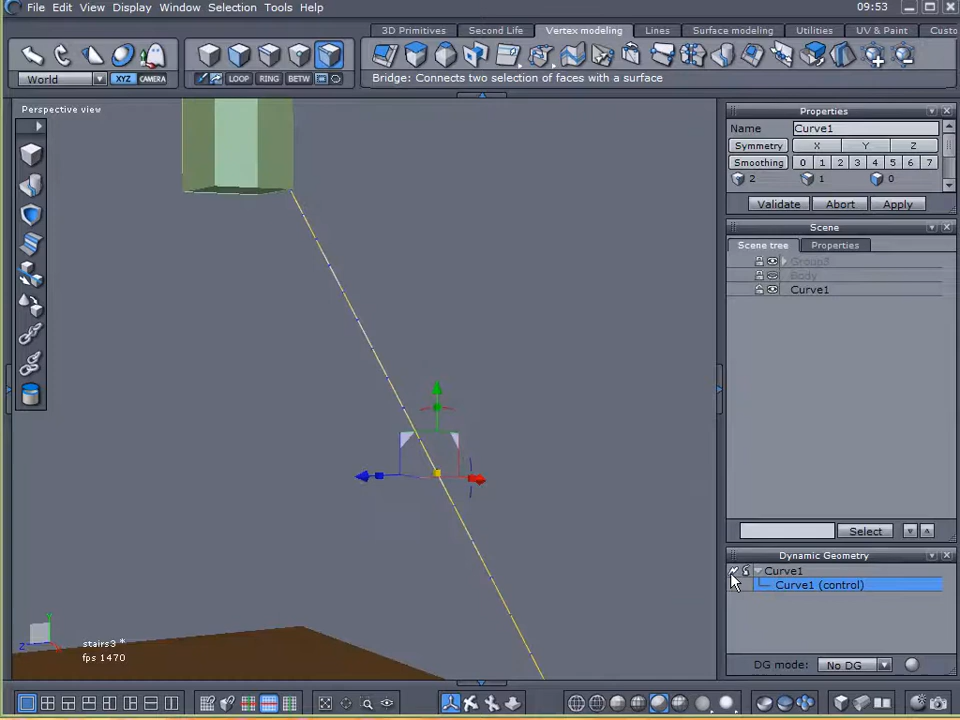 File Edit View Display Window Selection Tools Help 09:53
3D Primitives Second Life Vertex modeling Lines Surface modeling Utilities UV & Paint Custo
World XYZ CAMERA LOOP RING BETW
Bridge: Connects two selection of faces with a surface
Perspective view
Properties
Name Curve1
Symmetry X Y Z
Smoothing 0 1 2 3 4 5 6 7
2 1 0
Validate Abort Apply
Scene
Scene tree Properties
Group3
Body
Curve1
Select
Dynamic Geometry
Curve1
Curve1 (control)
Y
Z
stairs3 *
fps 1470
DG mode: No DG